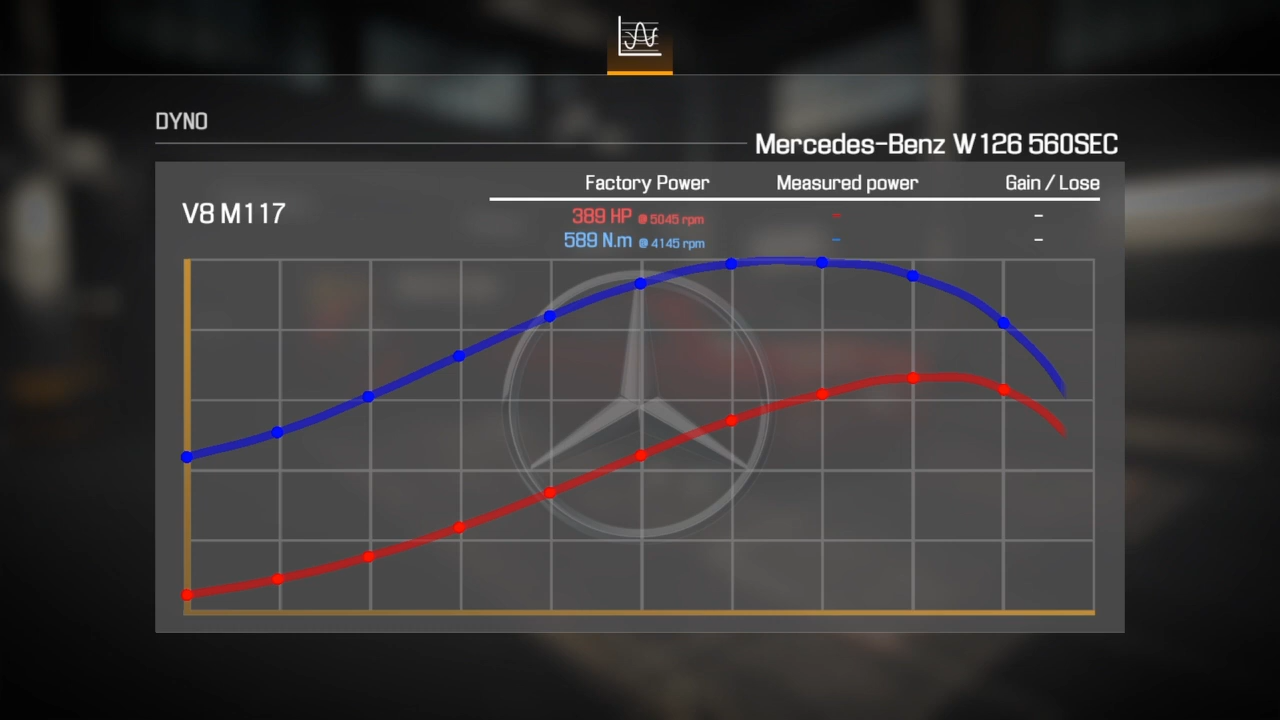 DYNO
Mercedes-Benz W126 560SEC
Factory Power Measured power Gain / Lose
V8 M117
389 HP @ 5045 rpm - -
589 N.m @ 4145 rpm - -